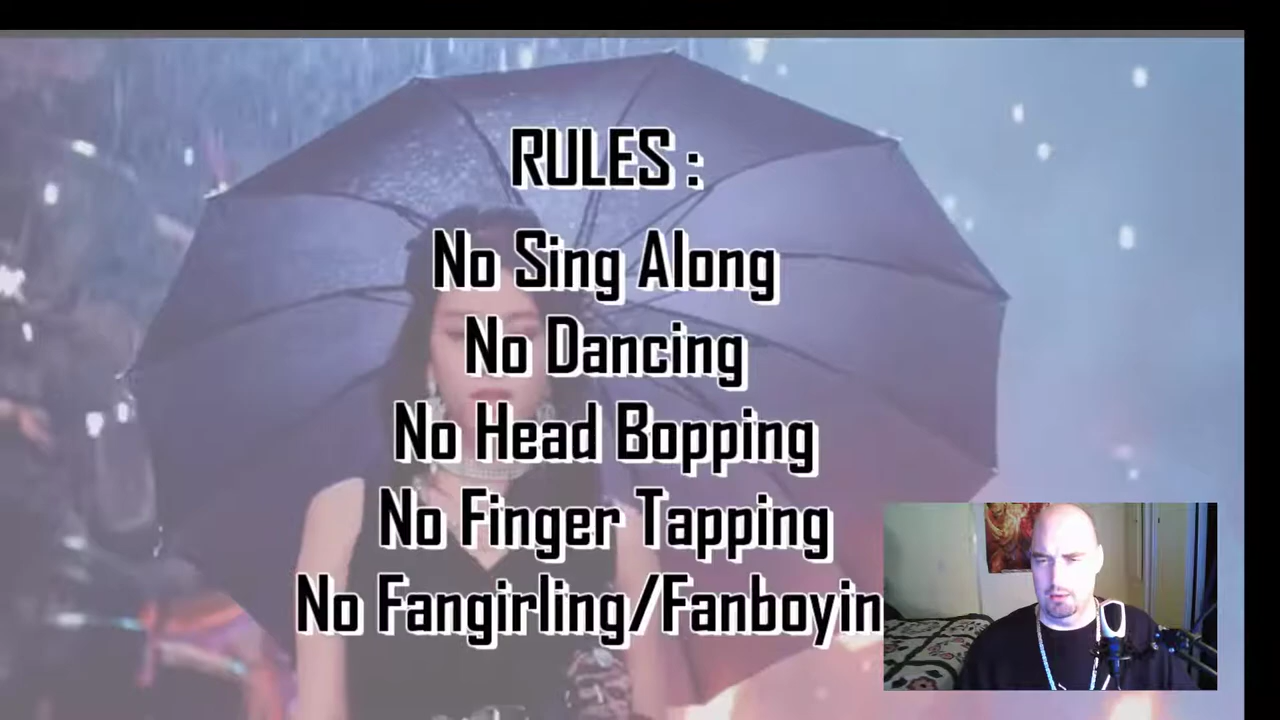 RULES :
No Sing Along
No Dancing
No Head Bopping
No Finger Tapping
No Fangirling/Fanboyin